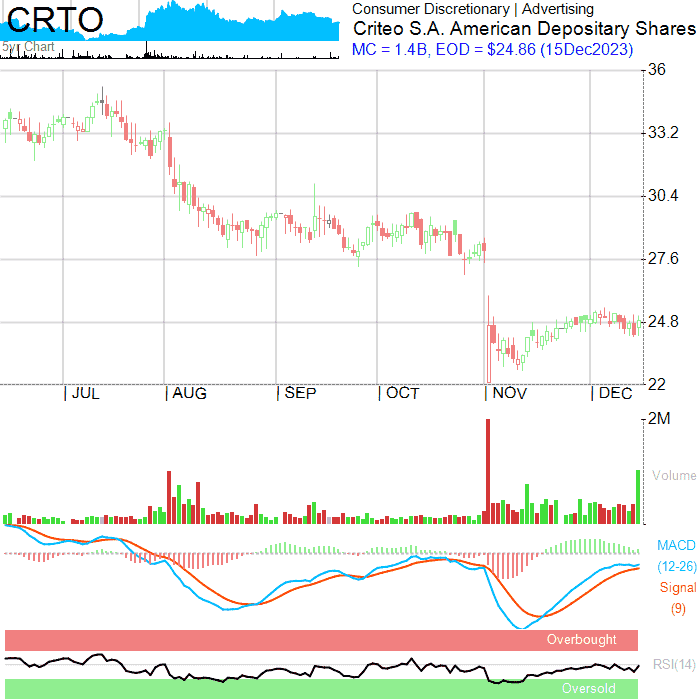 CRTO
Consumer Discretionary | Advertising
Criteo S.A. American Depositary Shares
MC = 1.4B, EOD = $24.86 (15Dec2023)
5yr Chart
36
33.2
30.4
27.6
24.8
22
JUL AUG SEP OCT NOV DEC
2M
Volume
MACD
(12-26)
Signal
(9)
Overbought
RSI(14)
Oversold